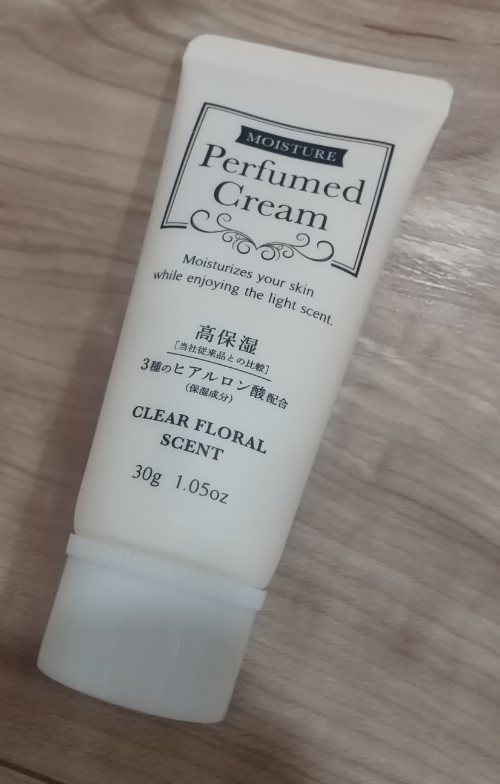 MOISTURE
Perfumed
Cream
Moisturizes your skin
while enjoying the light scent.
高保湿
[当社従来品との比較]
3種のヒアルロン酸配合
(保湿成分)
CLEAR FLORAL
SCENT
30g 1.05oz